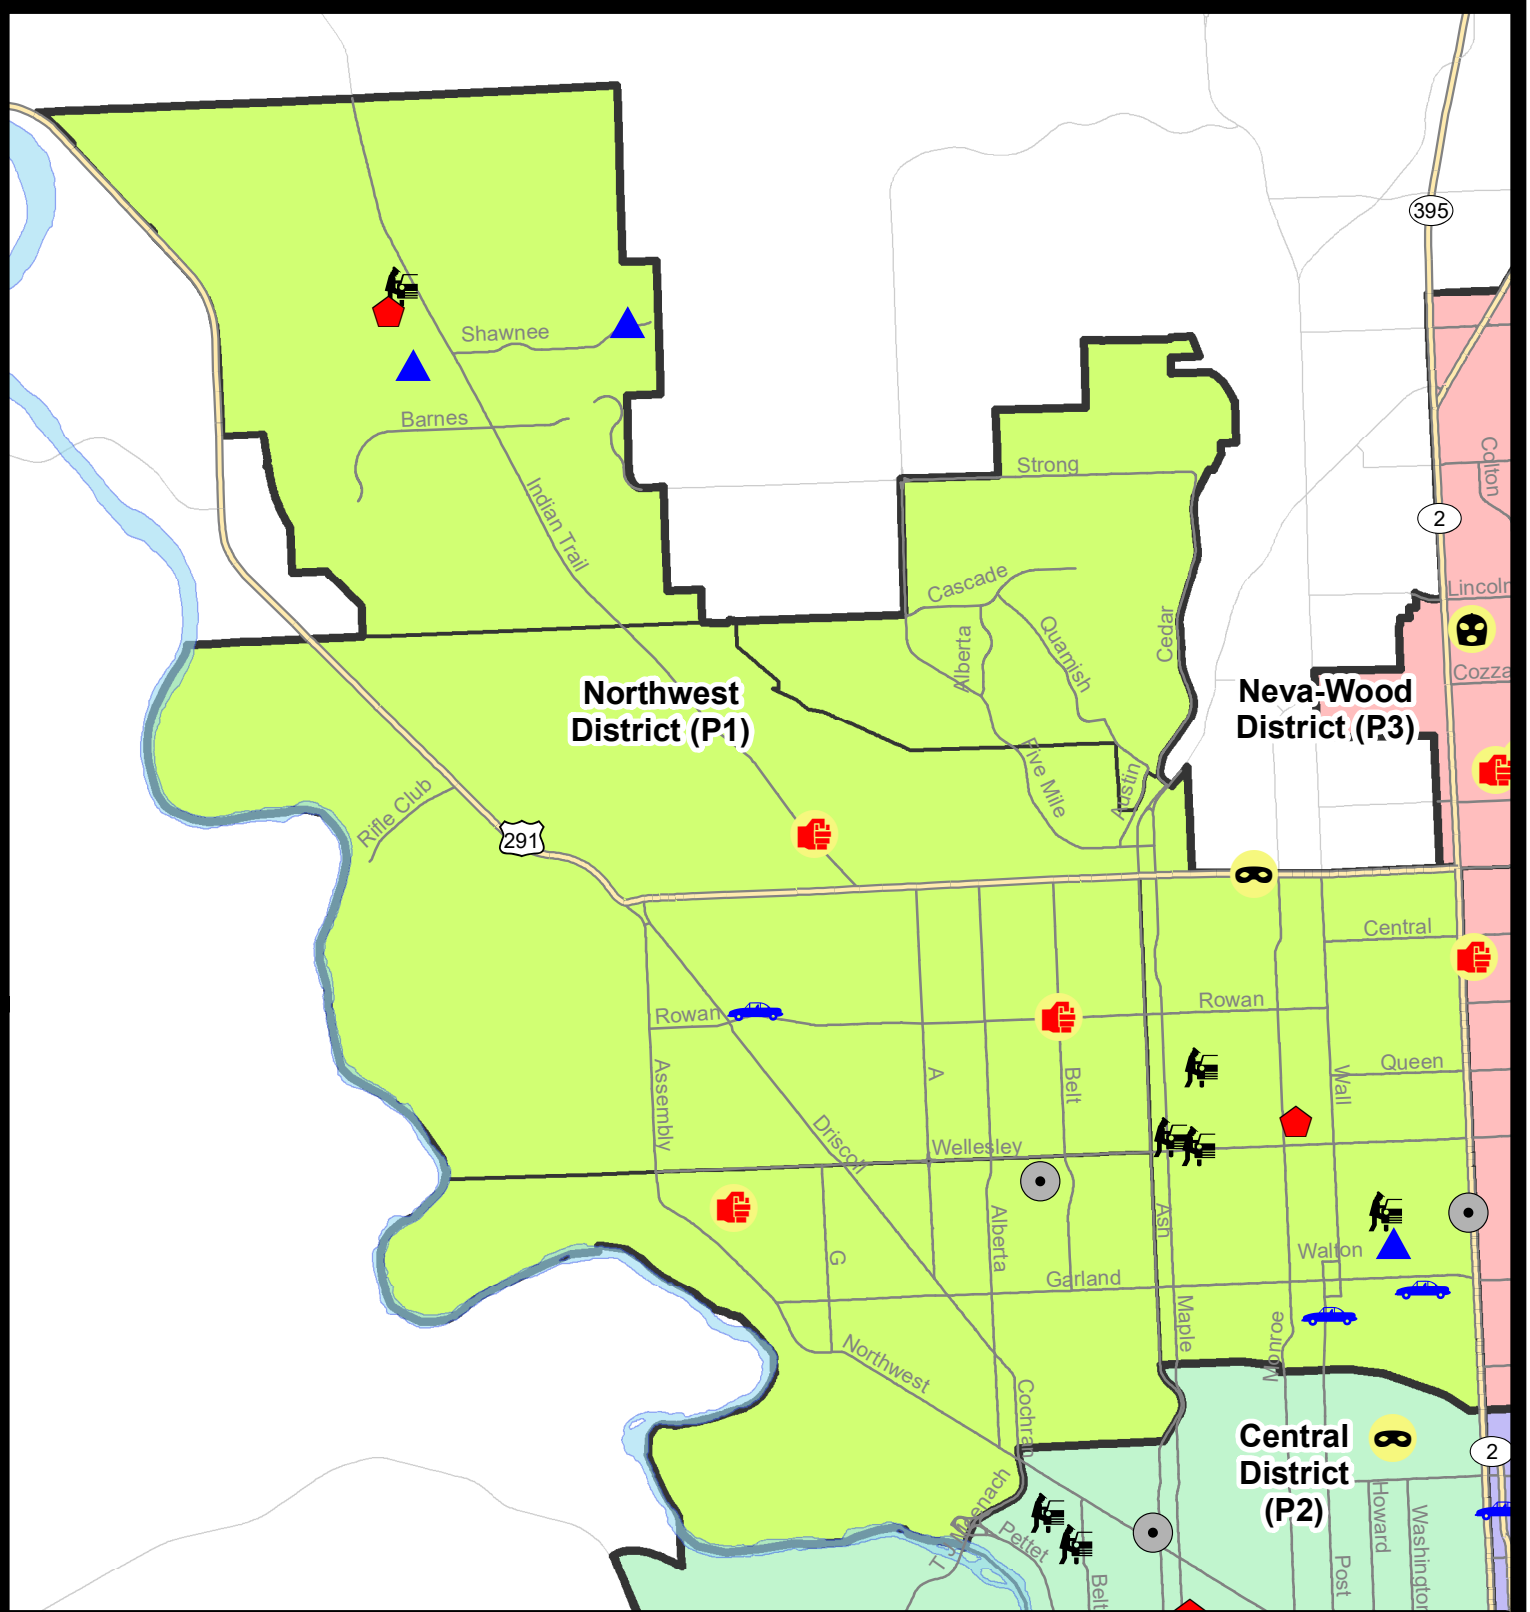 395
Shawnee
Barnes
Strong
Colton
Indian Trail
2
Cascade
Lincoln
Alberta
Quamish
Cedar
Cozza
Northwest
District (P1)
Neva-Wood
District (P3)
Five Mile
Austin
Rifle Club
291
Central
Rowan
Rowan
Assembly
A
Belt
Wall
Queen
Driscoll
Wellesley
Alberta
Ash
G
Walton
Garland
Maple
Monroe
Northwest
Cochran
Central
District
(P2)
2
T J Meenach
Pettet
Belt
Post
Howard
Washington